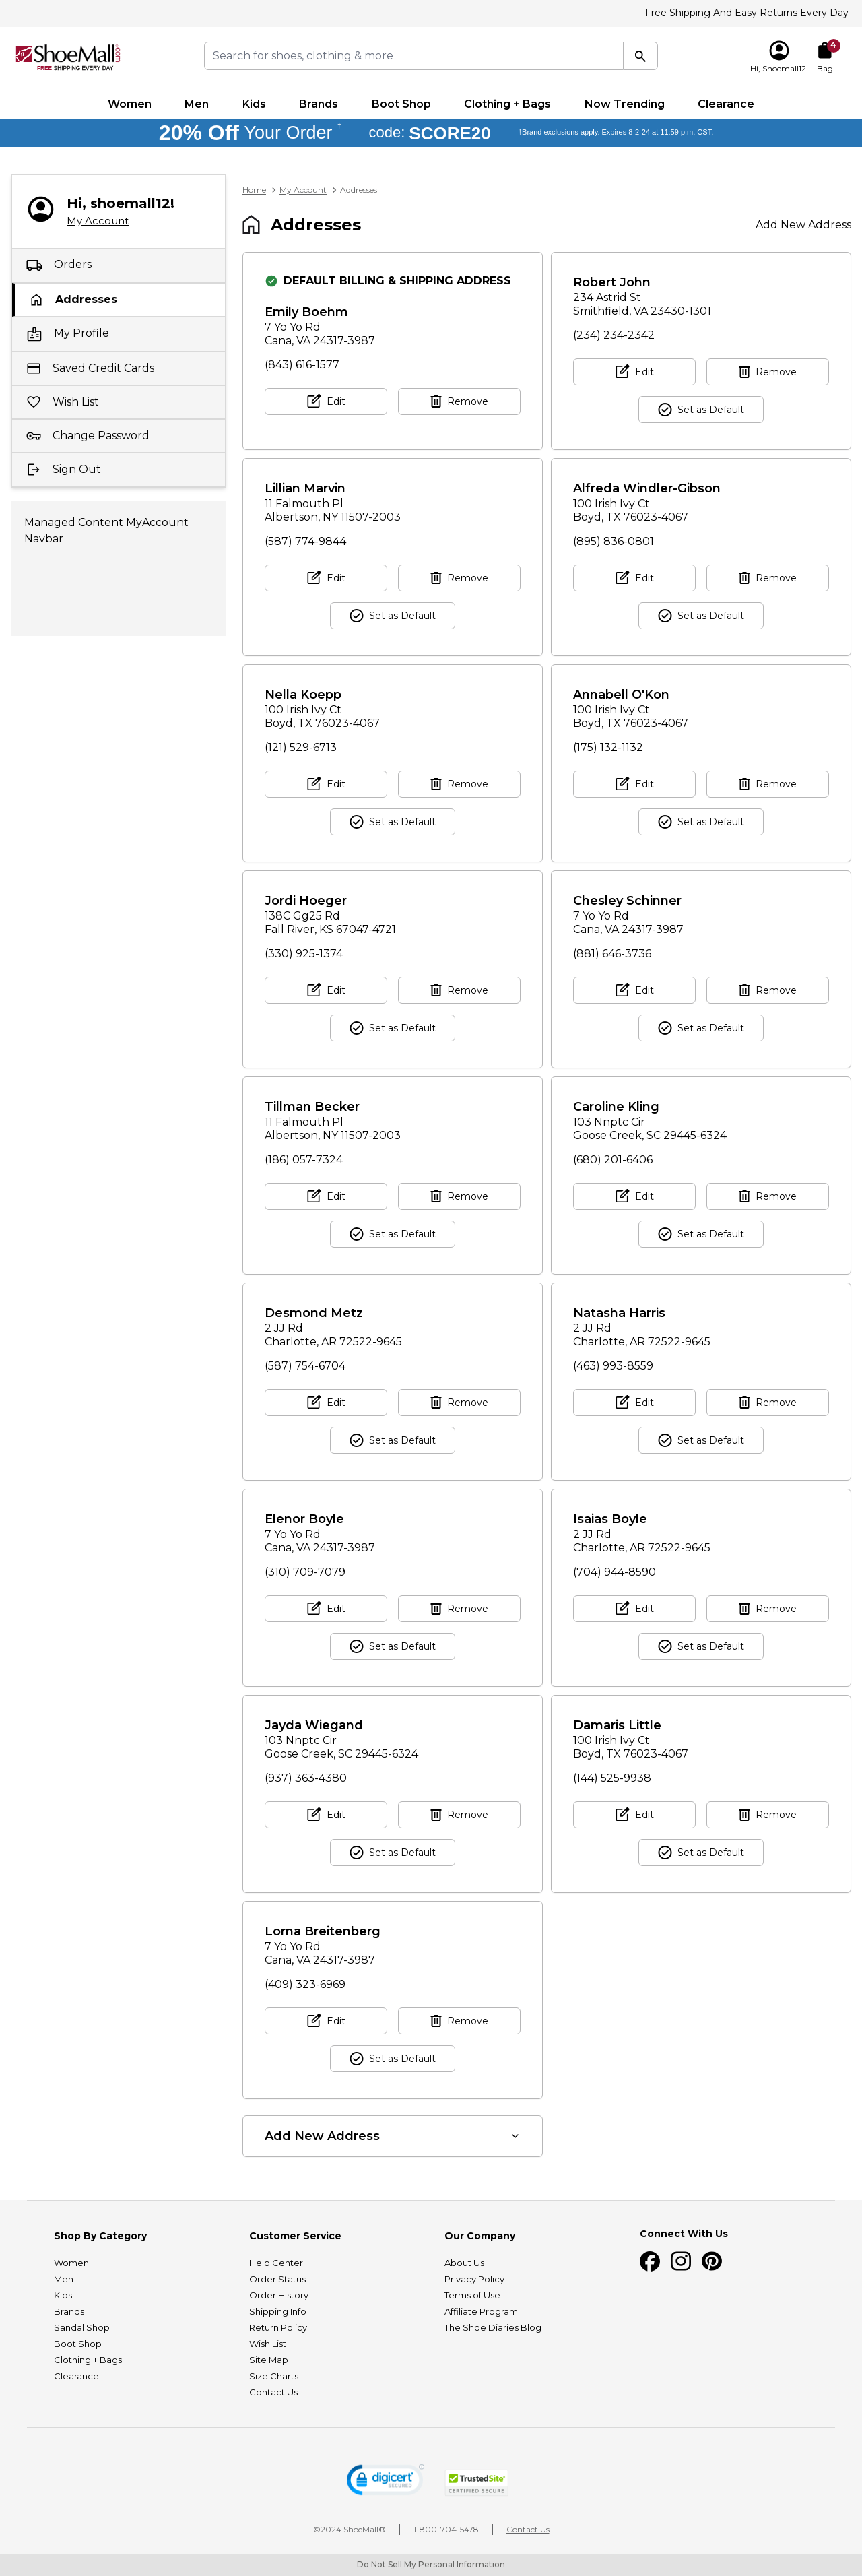 Free Shipping And Easy Returns Every Day
ShoeMall.com
FREE SHIPPING EVERY DAY
Search for shoes, clothing & more
Hi, Shoemall12!
4
Bag
Women Men Kids Brands Boot Shop Clothing + Bags Now Trending Clearance
20% Off Your Order † code: SCORE20 †Brand exclusions apply. Expires 8-2-24 at 11:59 p.m. CST.
Hi, shoemall12!
My Account
Orders
Addresses
My Profile
Saved Credit Cards
Wish List
Change Password
Sign Out
Managed Content MyAccount
Navbar
Home > My Account > Addresses
Addresses
Add New Address
DEFAULT BILLING & SHIPPING ADDRESS
Emily Boehm
7 Yo Yo Rd
Cana, VA 24317-3987
(843) 616-1577
Edit Remove
Robert John
234 Astrid St
Smithfield, VA 23430-1301
(234) 234-2342
Edit Remove
Set as Default
Lillian Marvin
11 Falmouth Pl
Albertson, NY 11507-2003
(587) 774-9844
Edit Remove
Set as Default
Alfreda Windler-Gibson
100 Irish Ivy Ct
Boyd, TX 76023-4067
(895) 836-0801
Edit Remove
Set as Default
Nella Koepp
100 Irish Ivy Ct
Boyd, TX 76023-4067
(121) 529-6713
Edit Remove
Set as Default
Annabell O'Kon
100 Irish Ivy Ct
Boyd, TX 76023-4067
(175) 132-1132
Edit Remove
Set as Default
Jordi Hoeger
138C Gg25 Rd
Fall River, KS 67047-4721
(330) 925-1374
Edit Remove
Set as Default
Chesley Schinner
7 Yo Yo Rd
Cana, VA 24317-3987
(881) 646-3736
Edit Remove
Set as Default
Tillman Becker
11 Falmouth Pl
Albertson, NY 11507-2003
(186) 057-7324
Edit Remove
Set as Default
Caroline Kling
103 Nnptc Cir
Goose Creek, SC 29445-6324
(680) 201-6406
Edit Remove
Set as Default
Desmond Metz
2 JJ Rd
Charlotte, AR 72522-9645
(587) 754-6704
Edit Remove
Set as Default
Natasha Harris
2 JJ Rd
Charlotte, AR 72522-9645
(463) 993-8559
Edit Remove
Set as Default
Elenor Boyle
7 Yo Yo Rd
Cana, VA 24317-3987
(310) 709-7079
Edit Remove
Set as Default
Isaias Boyle
2 JJ Rd
Charlotte, AR 72522-9645
(704) 944-8590
Edit Remove
Set as Default
Jayda Wiegand
103 Nnptc Cir
Goose Creek, SC 29445-6324
(937) 363-4380
Edit Remove
Set as Default
Damaris Little
100 Irish Ivy Ct
Boyd, TX 76023-4067
(144) 525-9938
Edit Remove
Set as Default
Lorna Breitenberg
7 Yo Yo Rd
Cana, VA 24317-3987
(409) 323-6969
Edit Remove
Set as Default
Add New Address
Shop By Category
Women
Men
Kids
Brands
Sandal Shop
Boot Shop
Clothing + Bags
Clearance
Customer Service
Help Center
Order Status
Order History
Shipping Info
Return Policy
Wish List
Site Map
Size Charts
Contact Us
Our Company
About Us
Privacy Policy
Terms of Use
Affiliate Program
The Shoe Diaries Blog
Connect With Us
digicert SECURED
TrustedSite
CERTIFIED SECURE
©2024 ShoeMall® 1-800-704-5478 Contact Us
Do Not Sell My Personal Information